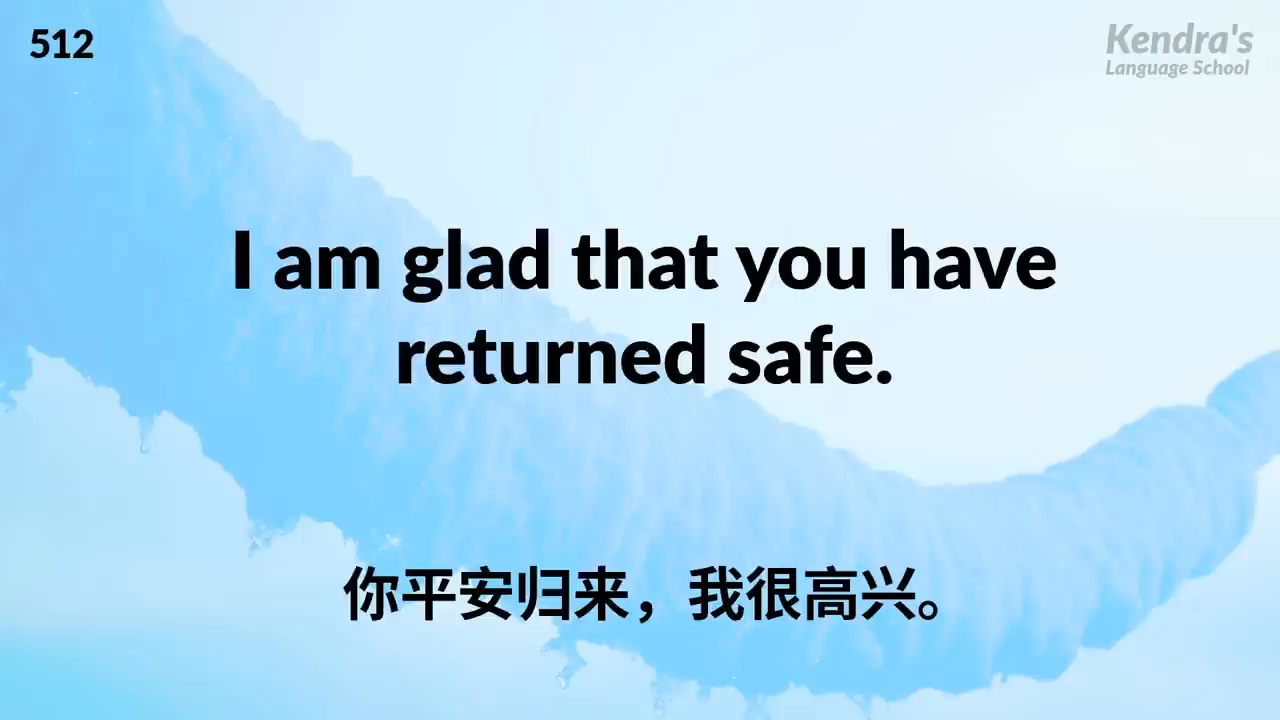 512
Kendra's
Language School
I am glad that you have
returned safe.
你平安归来，我很高兴。